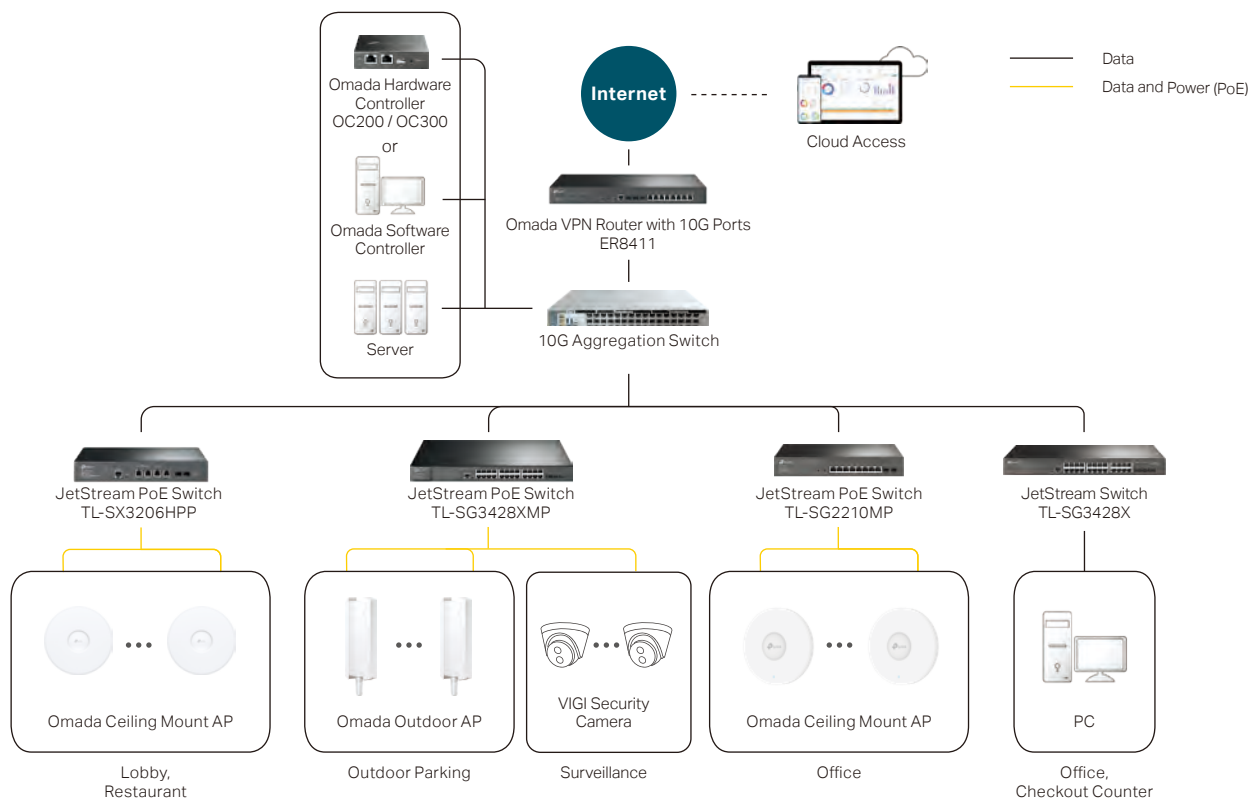 Omada Hardware
Controller
OC200 / OC300
or
Omada Software
Controller
Server
Internet
Cloud Access
Data
Data and Power (PoE)
Omada VPN Router with 10G Ports
ER8411
10G Aggregation Switch
JetStream PoE Switch
TL-SX3206HPP
JetStream PoE Switch
TL-SG3428XMP
JetStream PoE Switch
TL-SG2210MP
JetStream Switch
TL-SG3428X
Omada Ceiling Mount AP
Omada Outdoor AP
VIGI Security
Camera
Omada Ceiling Mount AP
PC
Lobby,
Restaurant
Outdoor Parking
Surveillance
Office
Office,
Checkout Counter